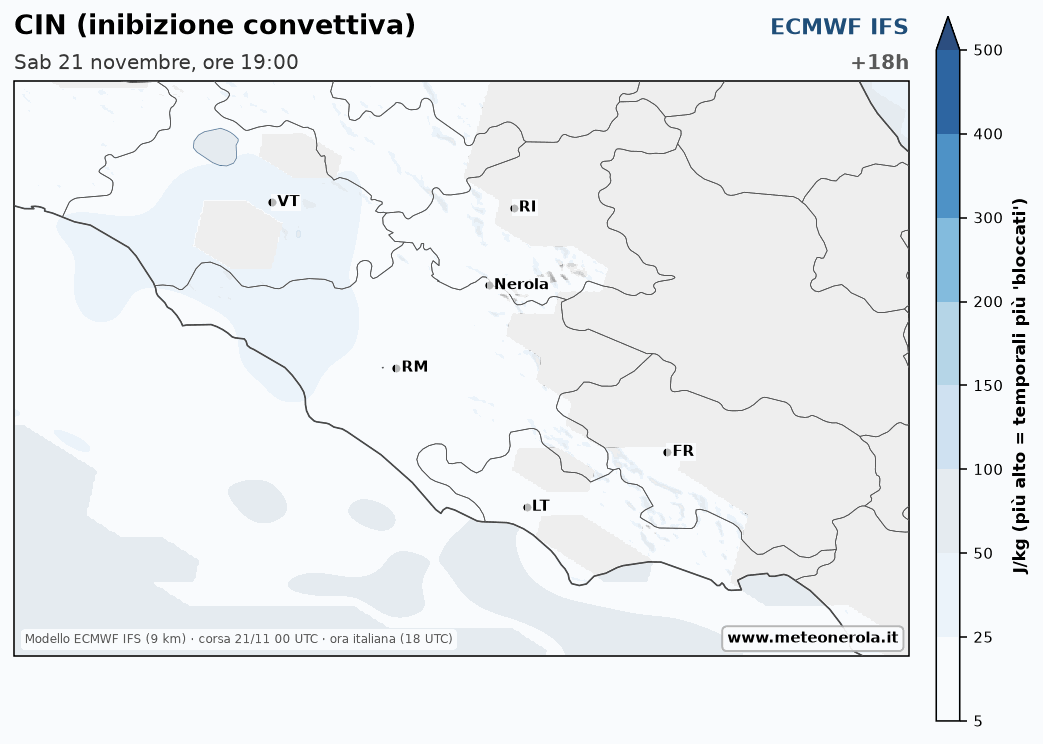 CIN (inibizione convettiva)
ECMWF IFS
Sab 21 novembre, ore 19:00
+18h
VT
RI
Nerola
RM
FR
LT
Modello ECMWF IFS (9 km) · corsa 21/11 00 UTC · ora italiana (18 UTC)
www.meteonerola.it
500
400
300
200
150
100
50
25
5
J/kg (più alto = temporali più 'bloccati')